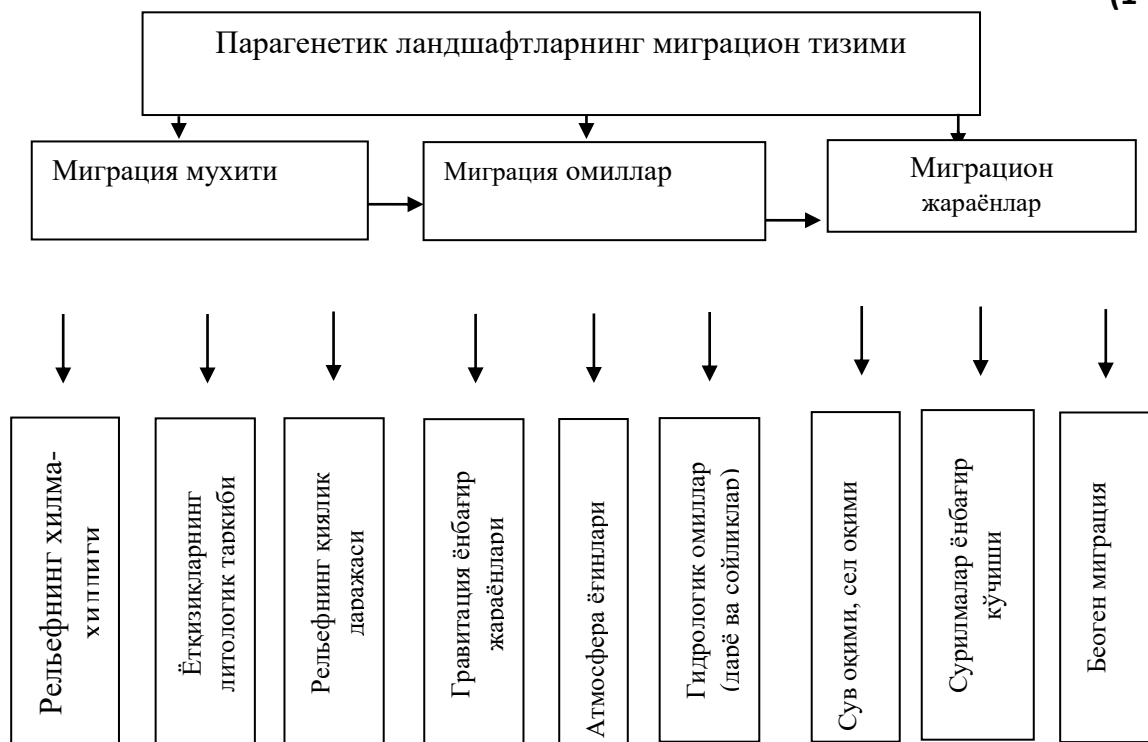 (1
Парагенетик ландшафтларнинг миграцион тизими
Миграция мухити
Миграция омиллар
Миграцион
жараёнлар
Рельефнинг хилма-
хиллиги
Ётқизиқларнинг
литологик таркиби
Рельефнинг қиялик
даражаси
Гравитация ёнбағир
жараёнлари
Атмосфера ёғинлари
Гидрологик омиллар
(дарё ва сойликлар)
Сув оқими, сел оқими
Сурилмалар ёнбағир
кўчиши
Беоген миграция